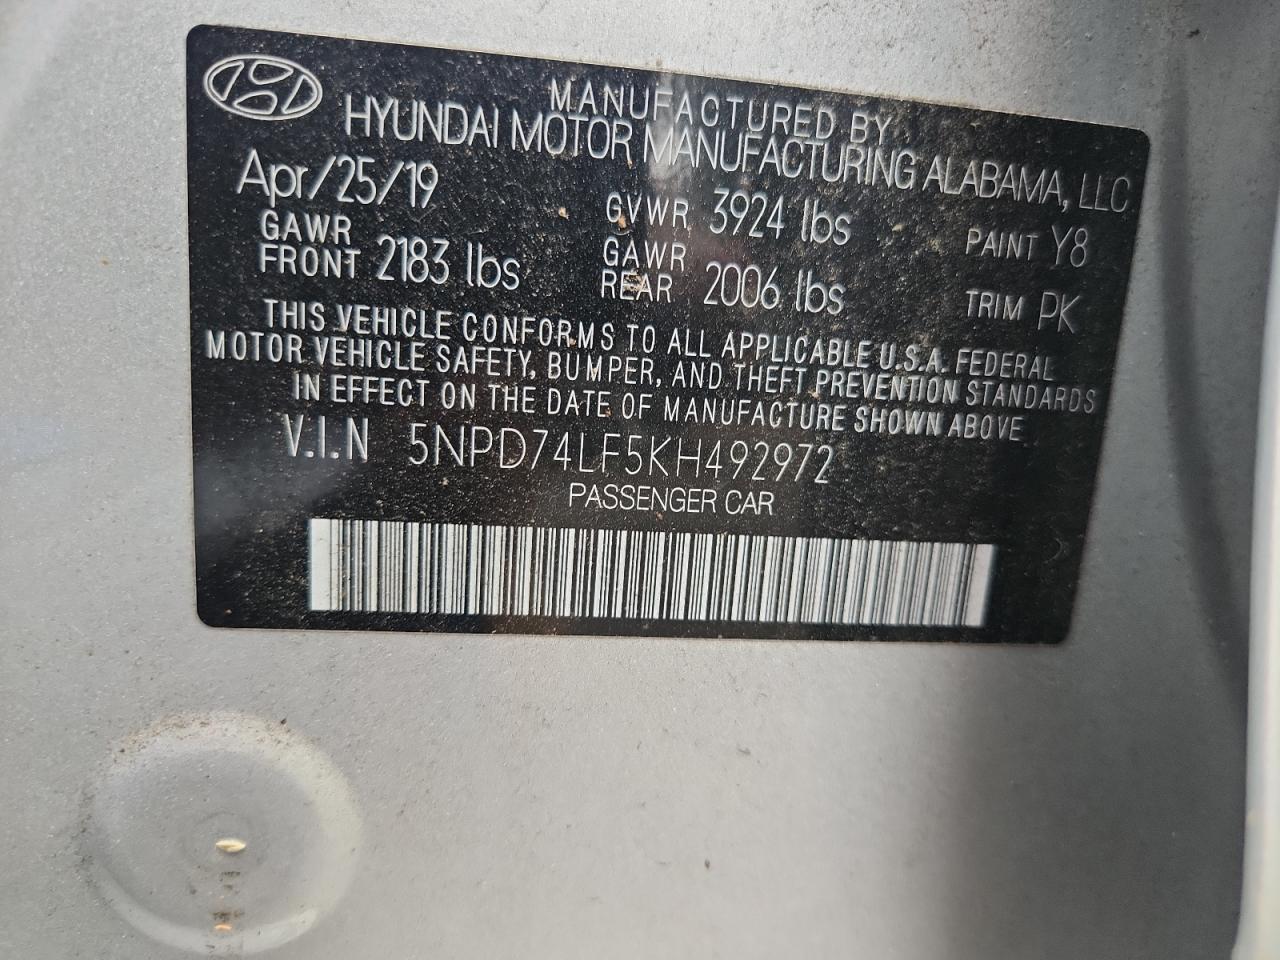 MANUFACTURED BY
HYUNDAI MOTOR MANUFACTURING ALABAMA, LLC
Apr/25/19 GVWR 3924 lbs PAINT Y8
GAWR FRONT 2183 lbs GAWR REAR 2006 lbs TRIM PK
THIS VEHICLE CONFORMS TO ALL APPLICABLE U.S.A. FEDERAL
MOTOR VEHICLE SAFETY, BUMPER, AND THEFT PREVENTION STANDARDS
IN EFFECT ON THE DATE OF MANUFACTURE SHOWN ABOVE
V.I.N 5NPD74LF5KH492972
PASSENGER CAR